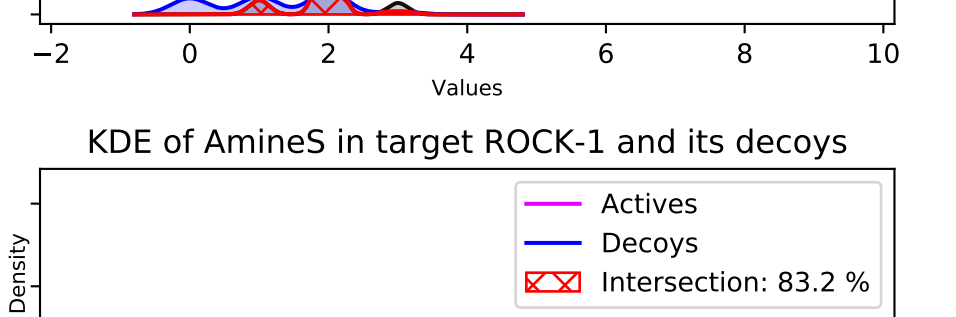 −2 0 2 4 6 8 10
Values
KDE of AmineS in target ROCK-1 and its decoys
Density
Actives
Decoys
Intersection: 83.2 %